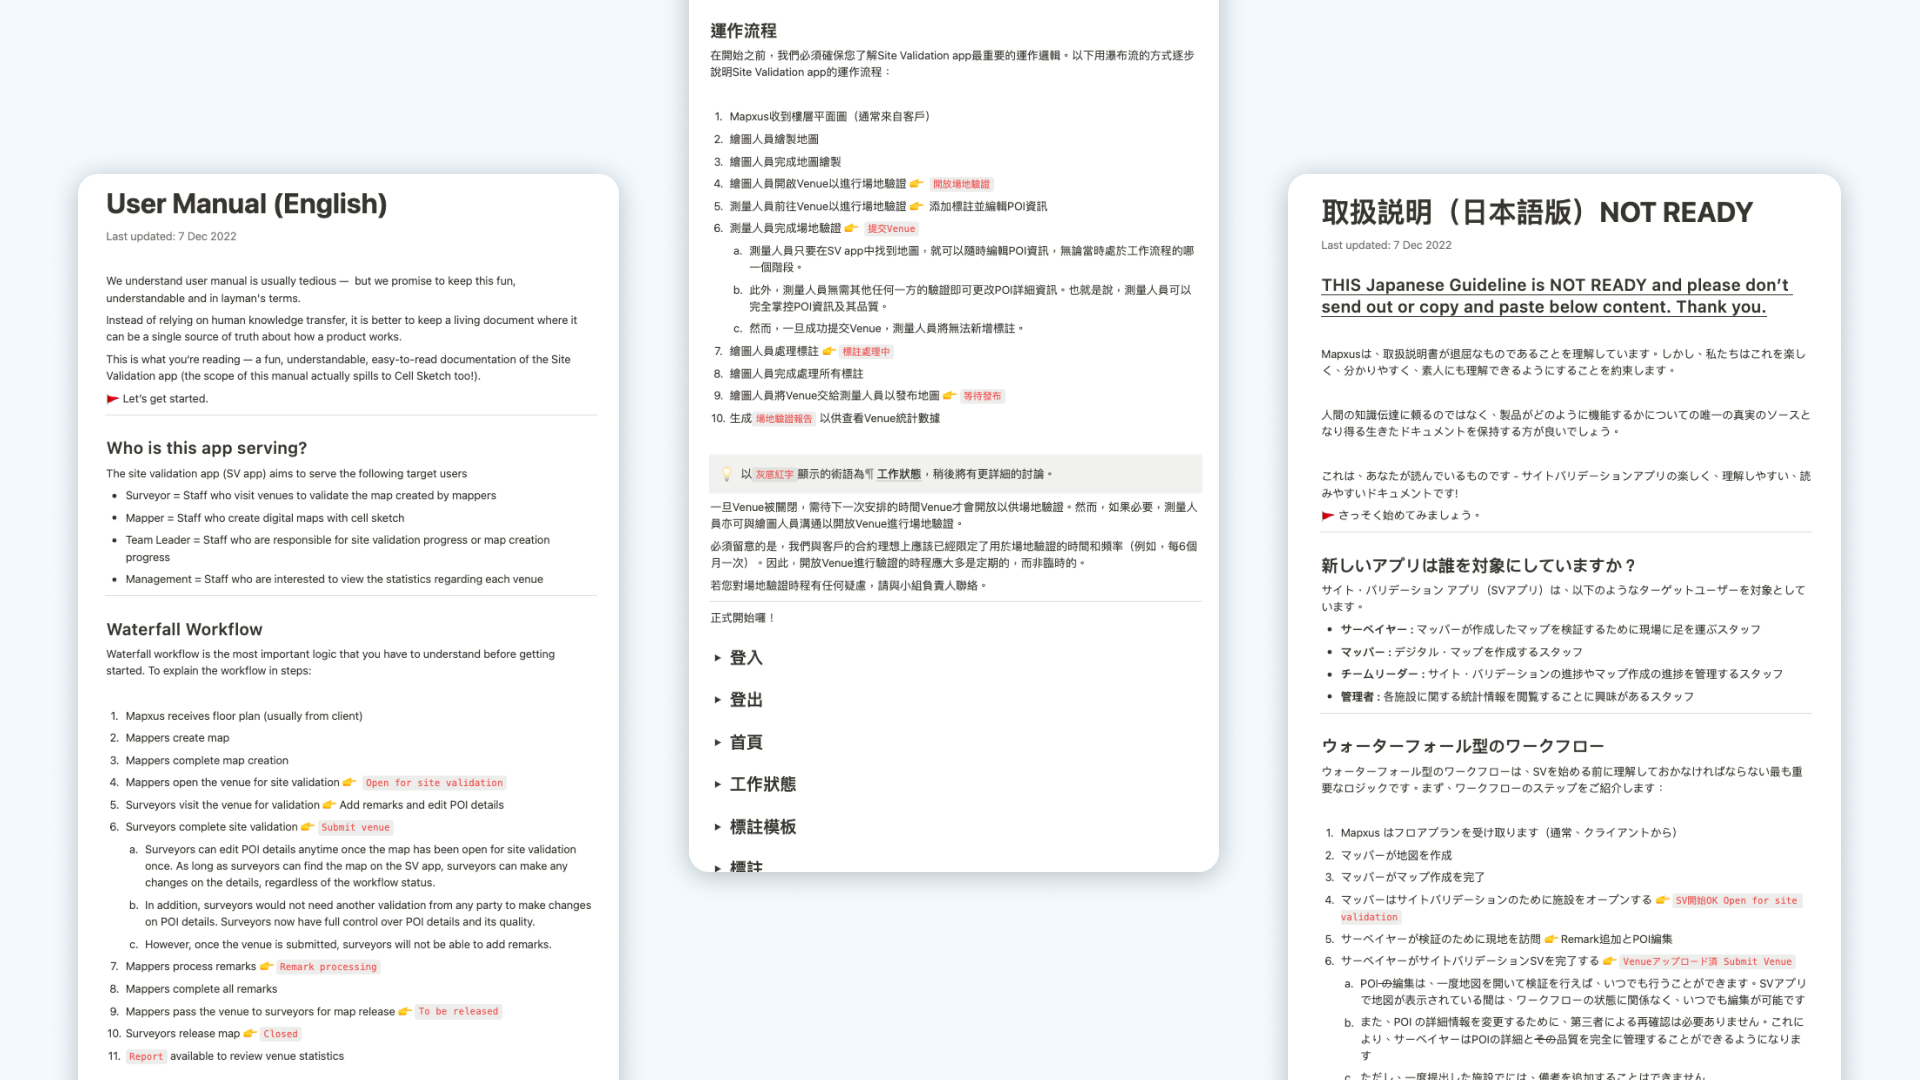 User Manual (English)
Last updated: 7 Dec 2022
We understand user manual is usually tedious — but we promise to keep this fun,
understandable and in layman's terms.
Instead of relying on human knowledge transfer, it is better to keep a living document where it
can be a single source of truth about how a product works.
This is what you're reading — a fun, understandable, easy-to-read documentation of the Site
Validation app (the scope of this manual actually spills to Cell Sketch too!).
🚩 Let's get started.
Who is this app serving?
The site validation app (SV app) aims to serve the following target users
• Surveyor = Staff who visit venues to validate the map created by mappers
• Mapper = Staff who create digital maps with cell sketch
• Team Leader = Staff who are responsible for site validation progress or map creation
progress
• Management = Staff who are interested to view the statistics regarding each venue
Waterfall Workflow
Waterfall workflow is the most important logic that you have to understand before getting
started. To explain the workflow in steps:
1. Mapxus receives floor plan (usually from client)
2. Mappers create map
3. Mappers complete map creation
4. Mappers open the venue for site validation 👉 Open for site validation
5. Surveyors visit the venue for validation 👉 Add remarks and edit POI details
6. Surveyors complete site validation 👉 Submit venue
a. Surveyors can edit POI details anytime once the map has been open for site validation
once. As long as surveyors can find the map on the SV app, surveyors can make any
changes on the details, regardless of the workflow status.
b. In addition, surveyors would not need another validation from any party to make changes
on POI details. Surveyors now have full control over POI details and its quality.
c. However, once the venue is submitted, surveyors will not be able to add remarks.
7. Mappers process remarks 👉 Remark processing
8. Mappers complete all remarks
9. Mappers pass the venue to surveyors for map release 👉 To be released
10. Surveyors release map 👉 Closed
11. Report available to review venue statistics
運作流程
在開始之前，我們必須確保您了解Site Validation app最重要的運作邏輯。以下用瀑布流的方式逐步
說明Site Validation app的運作流程：
1. Mapxus收到樓層平面圖（通常來自客戶）
2. 繪圖人員繪製地圖
3. 繪圖人員完成地圖繪製
4. 繪圖人員開啟Venue以進行場地驗證 👉 開放場地驗證
5. 測量人員前往Venue以進行場地驗證 👉 添加標註並編輯POI資訊
6. 測量人員完成場地驗證 👉 提交Venue
a. 測量人員只要在SV app中找到地圖，就可以隨時編輯POI資訊，無論當時處於工作流程的哪
一個階段。
b. 此外，測量人員無需其他任何一方的驗證即可更改POI詳細資訊。也就是說，測量人員可以
完全掌控POI資訊及其品質。
c. 然而，一旦成功提交Venue，測量人員將無法新增標註。
7. 繪圖人員處理標註 👉 標註處理中
8. 繪圖人員完成處理所有標註
9. 繪圖人員將Venue交給測量人員以發布地圖 👉 等待發布
10. 生成 場地驗證報告 以供查看Venue統計數據
💡 以 灰底紅字 顯示的術語為¶ 工作狀態，稍後將有更詳細的討論。
一旦Venue被關閉，需待下一次安排的時間Venue才會開放以供場地驗證。然而，如果必要，測量人
員亦可與繪圖人員溝通以開放Venue進行場地驗證。
必須留意的是，我們與客戶的合約理想上應該已經限定了用於場地驗證的時間和頻率（例如，每6個
月一次）。因此，開放Venue進行驗證的時程應大多是定期的，而非臨時的。
若您對場地驗證時程有任何疑慮，請與小組負責人聯絡。
正式開始囉！
▸ 登入
▸ 登出
▸ 首頁
▸ 工作狀態
▸ 標註模板
▸ 標註
取扱説明（日本語版）NOT READY
Last updated: 7 Dec 2022
THIS Japanese Guideline is NOT READY and please don't
send out or copy and paste below content. Thank you.
Mapxusは、取扱説明書が退屈なものであることを理解しています。しかし、私たちはこれを楽し
く、分かりやすく、素人にも理解できるようにすることを約束します。
人間の知識伝達に頼るのではなく、製品がどのように機能するかについての唯一の真実のソースと
なり得る生きたドキュメントを保持する方が良いでしょう。
これは、あなたが読んでいるものです - サイトバリデーションアプリの楽しく、理解しやすい、読
みやすいドキュメントです!
🚩 さっそく始めてみましょう。
新しいアプリは誰を対象にしていますか？
サイト・バリデーション アプリ（SVアプリ）は、以下のようなターゲットユーザーを対象として
います。
• サーベイヤー : マッパーが作成したマップを検証するために現場に足を運ぶスタッフ
• マッパー : デジタル・マップを作成するスタッフ
• チームリーダー : サイト・バリデーションの進捗やマップ作成の進捗を管理するスタッフ
• 管理者 : 各施設に関する統計情報を閲覧することに興味があるスタッフ
ウォーターフォール型のワークフロー
ウォーターフォール型のワークフローは、SVを始める前に理解しておかなければならない最も重
要なロジックです。まず、ワークフローのステップをご紹介します：
1. Mapxus はフロアプランを受け取ります（通常、クライアントから）
2. マッパーが地図を作成
3. マッパーがマップ作成を完了
4. マッパーはサイトバリデーションのために施設をオープンする 👉 SV開始OK Open for site
validation
5. サーベイヤーが検証のために現地を訪問 👉 Remark追加とPOI編集
6. サーベイヤーがサイトバリデーションSVを完了する 👉 Venueアップロード済 Submit Venue
a. POI の編集は、一度地図を開いて検証を行えば、いつでも行うことができます。SVアプリ
で地図が表示されている間は、ワークフローの状態に関係なく、いつでも編集が可能です
b. また、POI の詳細情報を変更するために、第三者による再確認は必要ありません。これに
より、サーベイヤーはPOIの詳細とその品質を完全に管理することができるようになりま
す
c. ただし、一度提出した施設でには、備考を追加することはできません